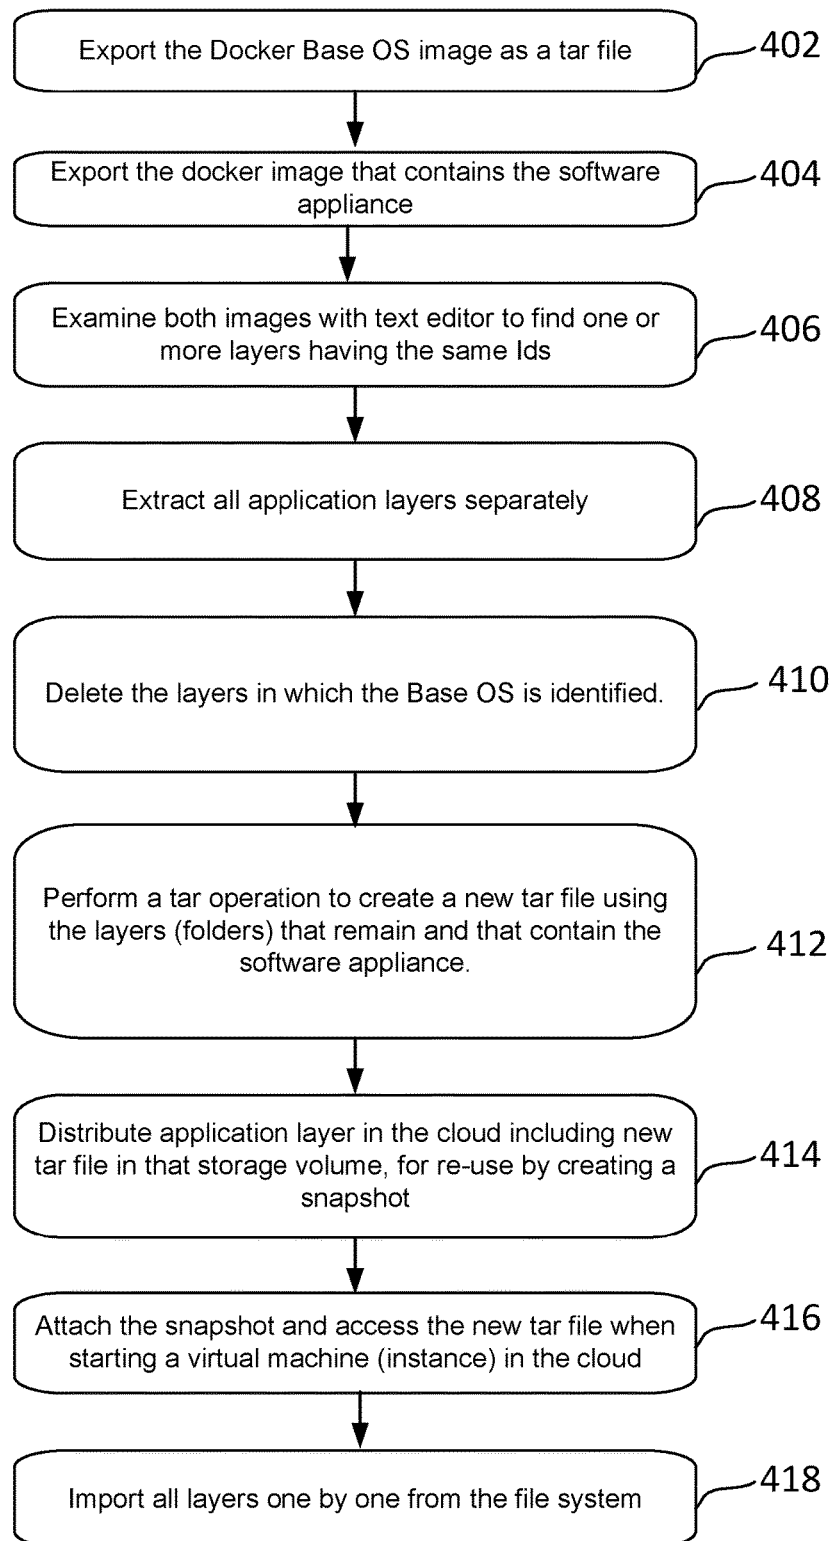 Export the Docker Base OS image as a tar file
402
Export the docker image that contains the software
appliance
404
Examine both images with text editor to find one or
more layers having the same Ids
406
Extract all application layers separately
408
Delete the layers in which the Base OS is identified.
410
Perform a tar operation to create a new tar file using
the layers (folders) that remain and that contain the
software appliance.
412
Distribute application layer in the cloud including new
tar file in that storage volume, for re-use by creating a
snapshot
414
Attach the snapshot and access the new tar file when
starting a virtual machine (instance) in the cloud
416
Import all layers one by one from the file system
418